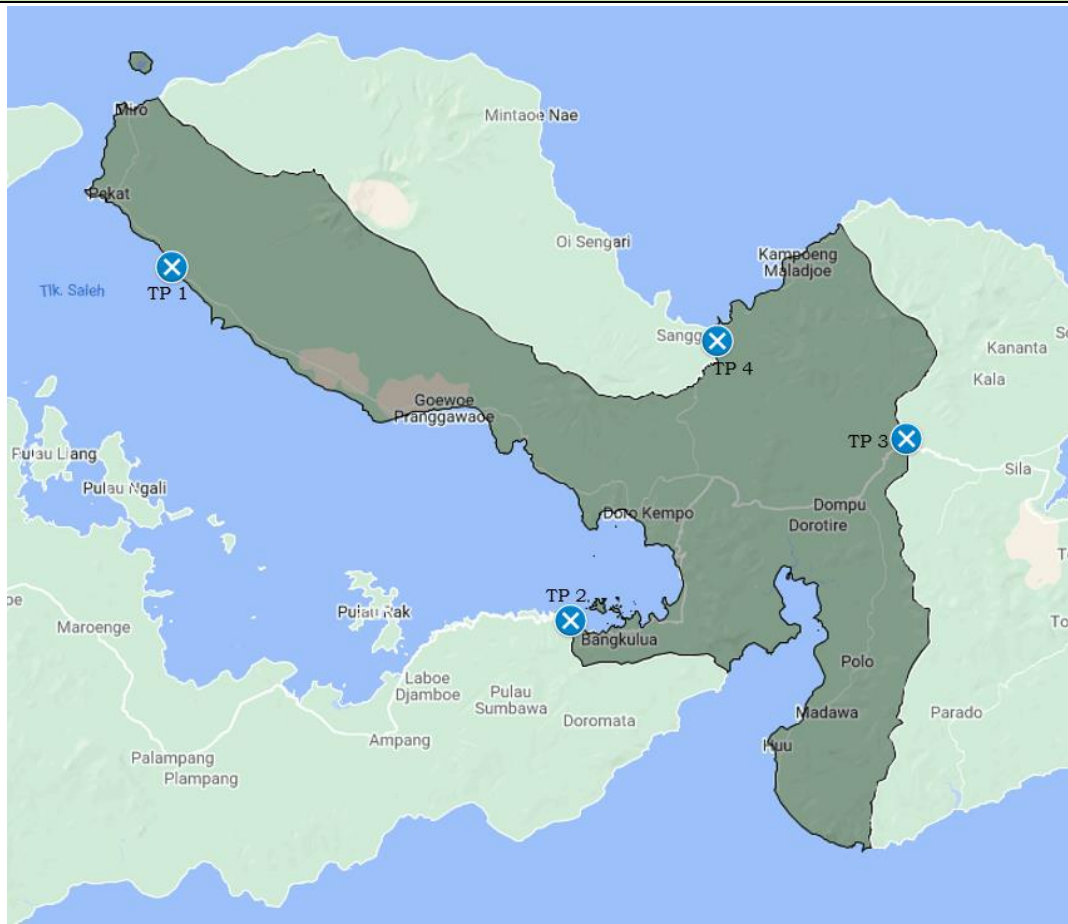 Miro
Mintaoe Nae
Pekat
Oi Sengari
Kampoeng
Maladjoe
TP 1
Tlk. Saleh
Sangg
TP 4
Kananta
Kala
Goewoe
Pranggawaoe
TP 3
Pulau Liang
Sila
Pulau Ngali
Doro Kempo
Dompu
Dorotire
TP 2
Pulau Rak
Maroenge
Bangkulua
Laboe
Djamboe
Polo
Pulau
Sumbawa
Doromata
Madawa
Parado
Ampang
Huu
Palampang
Plampang